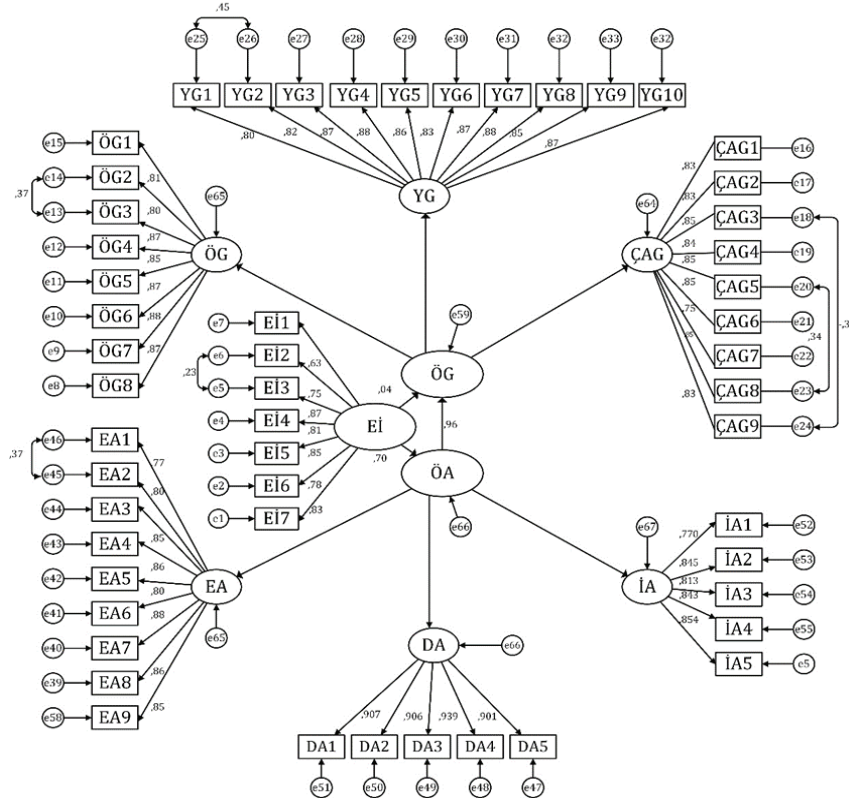 ,45
e25 e26 e27 e28 e29 e30 e31 e32 e33 e32
YG1 YG2 YG3 YG4 YG5 YG6 YG7 YG8 YG9 YG10
,80 ,82 ,87 ,88 ,86 ,83 ,87 ,88 ,85 ,87
YG
e15 ÖG1
e14 ÖG2
,37
e13 ÖG3
e12 ÖG4
e11 ÖG5
e10 ÖG6
e9 ÖG7
e8 ÖG8
,81
,80
,87
,85
,87
,88
,87
e65
ÖG
ÇAG1 e16
ÇAG2 e17
ÇAG3 e18
ÇAG4 e19
ÇAG5 e20
ÇAG6 e21
ÇAG7 e22
ÇAG8 e23
ÇAG9 e24
,83
,83
,85
,84
,85
,85
,75
,83
,34
-,3
e64
ÇAG
e59
ÖG
e7 Eİ1
e6 Eİ2
,23
e5 Eİ3
e4 Eİ4
e3 Eİ5
e2 Eİ6
e1 Eİ7
,63
,75
,87
,81
,85
,78
,83
Eİ
,04
,96
,70
ÖA
e66
e46 EA1
,37
e45 EA2
e44 EA3
e43 EA4
e42 EA5
e41 EA6
e40 EA7
e39 EA8
e58 EA9
,77
,80
,85
,86
,80
,88
,86
,85
EA
e65
e67
İA
,770
,845
,813
,843
,854
İA1 e52
İA2 e53
İA3 e54
İA4 e55
İA5 e5
DA
e66
,907 ,906 ,939 ,901
DA1 DA2 DA3 DA4 DA5
e51 e50 e49 e48 e47